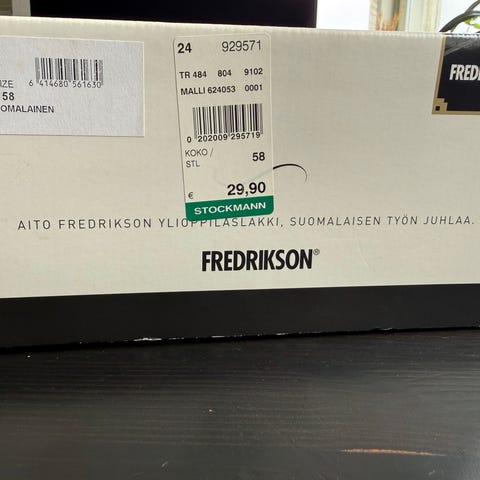 IZE
58
OMALAINEN
6 414680 561630
24 929571
TR 484 804 9102
MALLI 624053 0001
0 202009 295719
KOKO /
STL 58
€ 29,90
STOCKMANN
FRED
AITO FREDRIKSON YLIOPPILASLAKKI, SUOMALAISEN TYÖN JUHLAA.
FREDRIKSON®